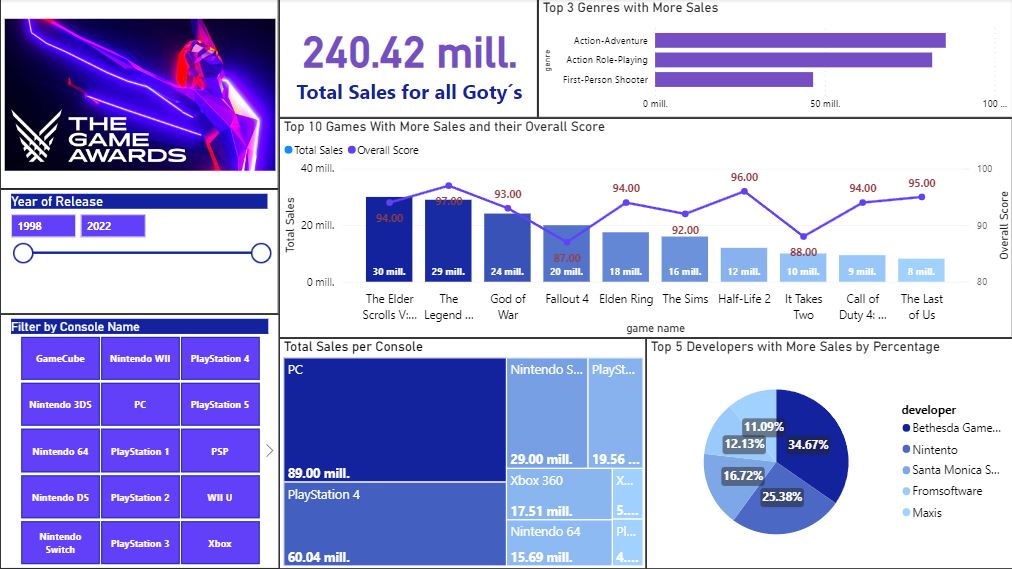 THE
GAME
AWARDS
240.42 mill.
Total Sales for all Goty´s
Top 3 Genres with More Sales
genre
Action-Adventure
Action Role-Playing
First-Person Shooter
0 mill.
50 mill.
100 ...
Year of Release
1998
2022
Top 10 Games With More Sales and their Overall Score
Total Sales
Overall Score
Total Sales
40 mill.
20 mill.
0 mill.
Overall Score
100
90
80
94.00
97.00
93.00
87.00
94.00
92.00
96.00
88.00
94.00
95.00
30 mill.
29 mill.
24 mill.
20 mill.
18 mill.
16 mill.
12 mill.
10 mill.
9 mill.
8 mill.
The Elder
Scrolls V:...
The
Legend ...
God of
War
Fallout 4
Elden Ring
The Sims
Half-Life 2
It Takes
Two
Call of
Duty 4: ...
The Last
of Us
game name
Filter by Console Name
GameCube
Nintendo WII
PlayStation 4
Nintendo 3DS
PC
PlayStation 5
Nintendo 64
PlayStation 1
PSP
Nintendo DS
PlayStation 2
WII U
Nintendo
Switch
PlayStation 3
Xbox
Total Sales per Console
PC
89.00 mill.
PlayStation 4
60.04 mill.
Nintendo S...
29.00 mill.
PlaySt...
19.56 ...
Xbox 360
17.51 mill.
X...
5....
Nintendo 64
15.69 mill.
Pl...
4....
Top 5 Developers with More Sales by Percentage
34.67%
25.38%
16.72%
12.13%
11.09%
developer
Bethesda Game...
Nintento
Santa Monica S...
Fromsoftware
Maxis